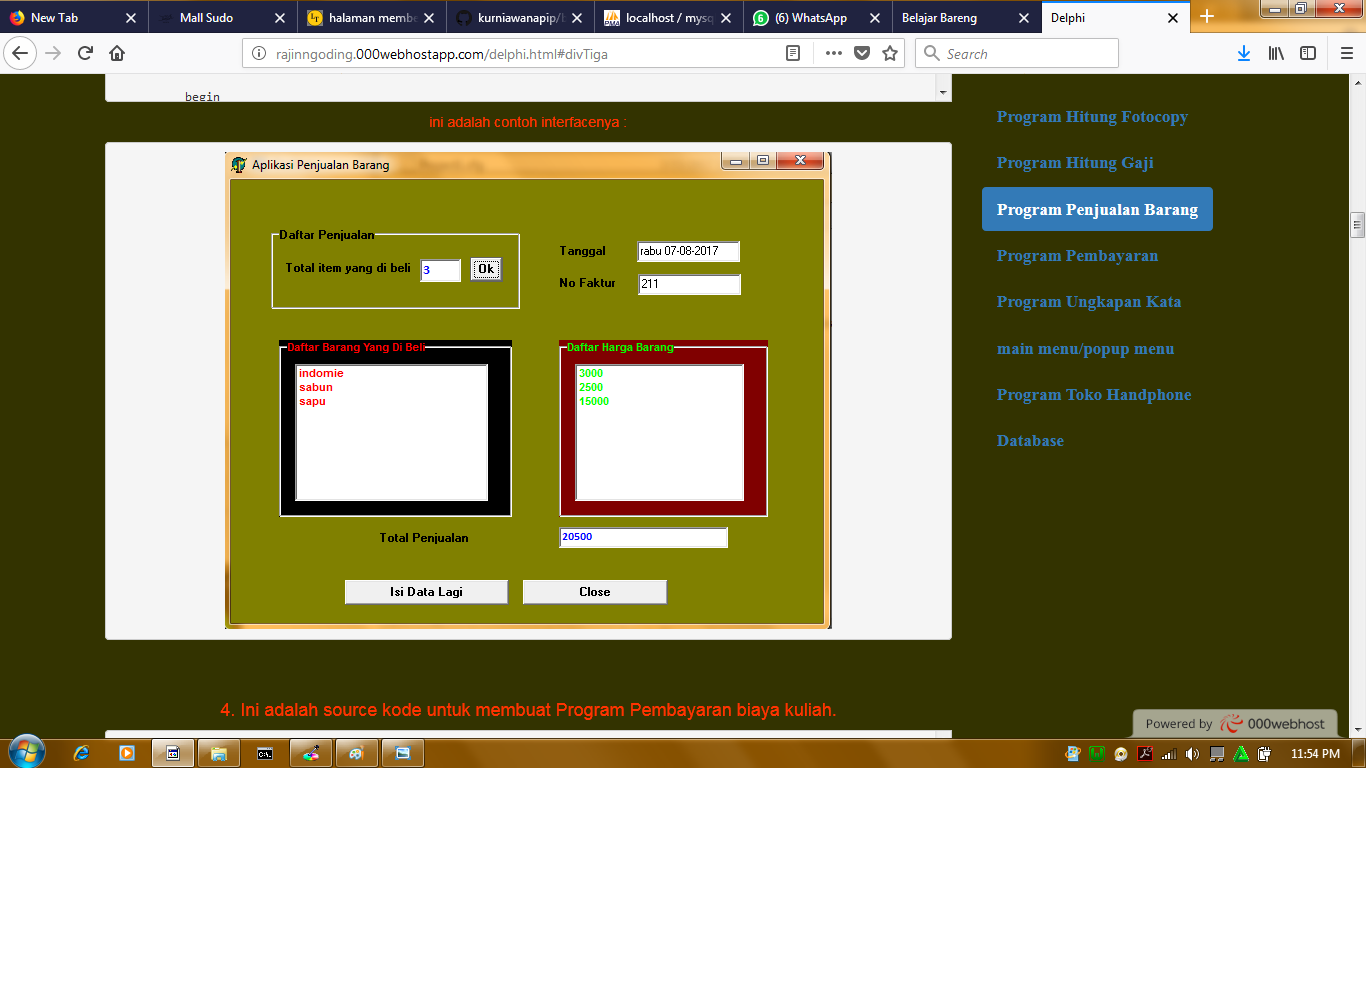 New Tab
Mall Sudo
halaman membe
kurniawanapip/b
localhost / mysq
(6) WhatsApp
Belajar Bareng
Delphi
rajinngoding.000webhostapp.com/delphi.html#divTiga
Search
begin
ini adalah contoh interfacenya :
Aplikasi Penjualan Barang
Daftar Penjualan
Total item yang di beli 3 Ok
Tanggal rabu 07-08-2017
No Faktur 211
Daftar Barang Yang Di Beli
indomie
sabun
sapu
Daftar Harga Barang
3000
2500
15000
Total Penjualan 20500
Isi Data Lagi
Close
4. Ini adalah source kode untuk membuat Program Pembayaran biaya kuliah.
Program Hitung Fotocopy
Program Hitung Gaji
Program Penjualan Barang
Program Pembayaran
Program Ungkapan Kata
main menu/popup menu
Program Toko Handphone
Database
Powered by 000webhost
11:54 PM